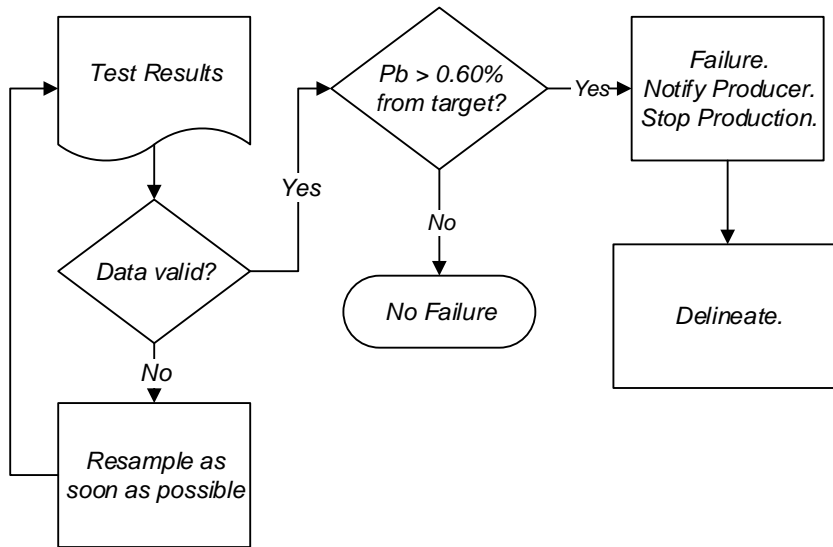 Test Results
Data valid?
Yes
No
Resample as
soon as possible
Pb > 0.60%
from target?
Yes
No
No Failure
Failure.
Notify Producer.
Stop Production.
Delineate.